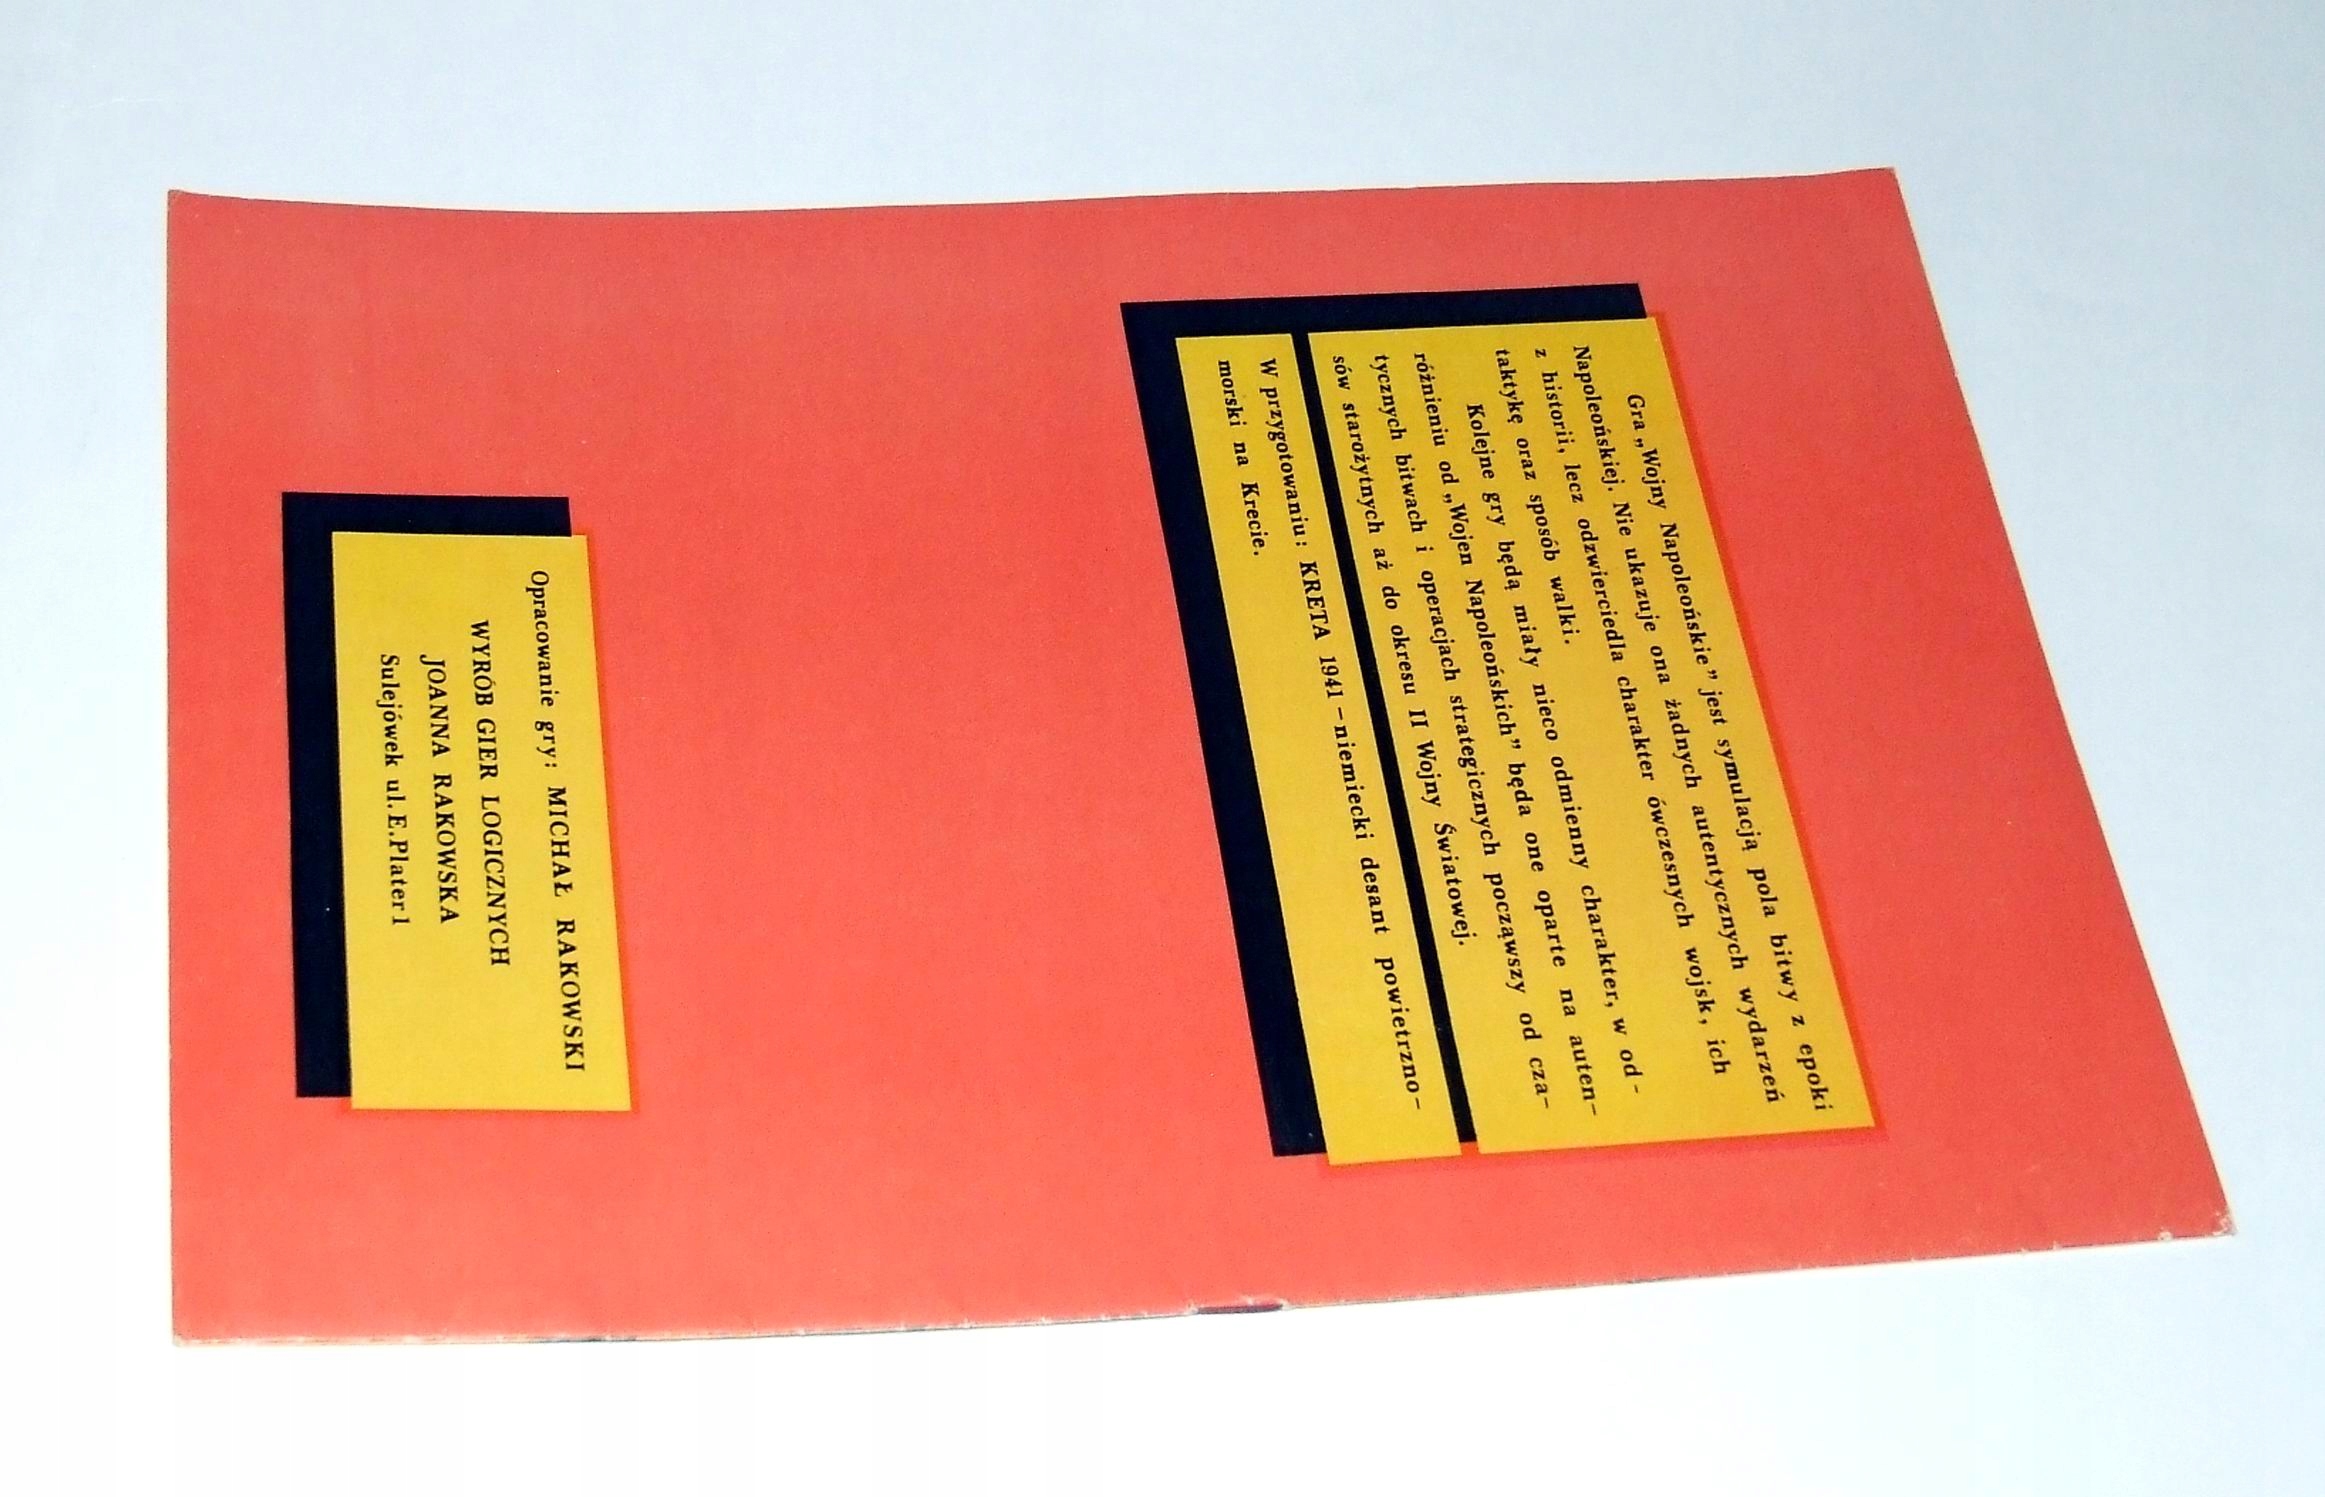 Gra „Wojny Napoleońskie” jest symulacją pola bitwy z epoki
Napoleońskiej. Nie ukazuje ona żadnych autentycznych wydarzeń
z historii, lecz odzwierciedla charakter ówczesnych wojsk, ich
taktykę oraz sposób walki.
Kolejne gry będą miały nieco odmienny charakter, w od-
różnieniu od „Wojen Napoleońskich” będa one oparte na auten-
tycznych bitwach i operacjach strategicznych począwszy od cza-
sów starożytnych aż do okresu II Wojny Światowej.
W przygotowaniu: KRETA 1941 – niemiecki desant powietrzno-
morski na Krecie.
Opracowanie gry: MICHAŁ RAKOWSKI
WYRÓB GIER LOGICZNYCH
JOANNA RAKOWSKA
Sulejówek ul. E. Plater 1